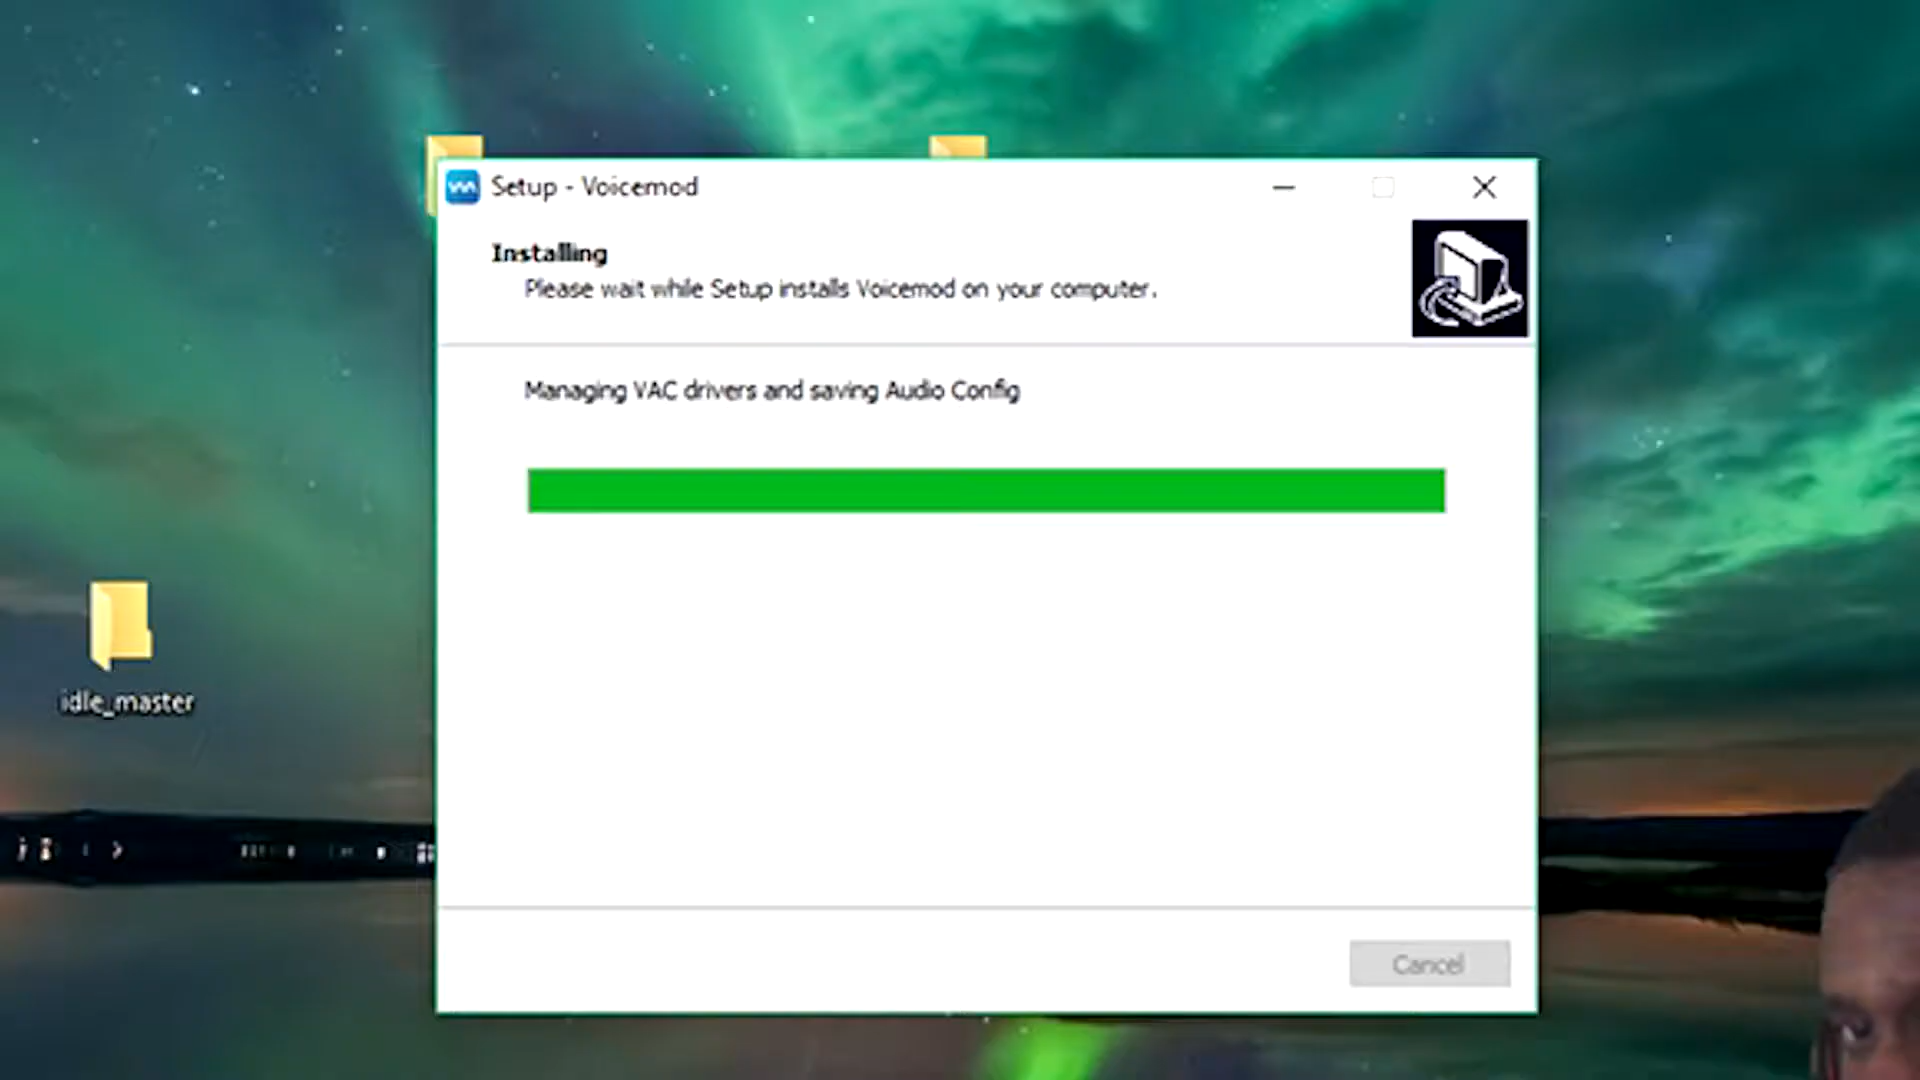 Setup - Voicemod
Installing
Please wait while Setup installs Voicemod on your computer.
Managing VAC drivers and saving Audio Config
idle_master
Cancel